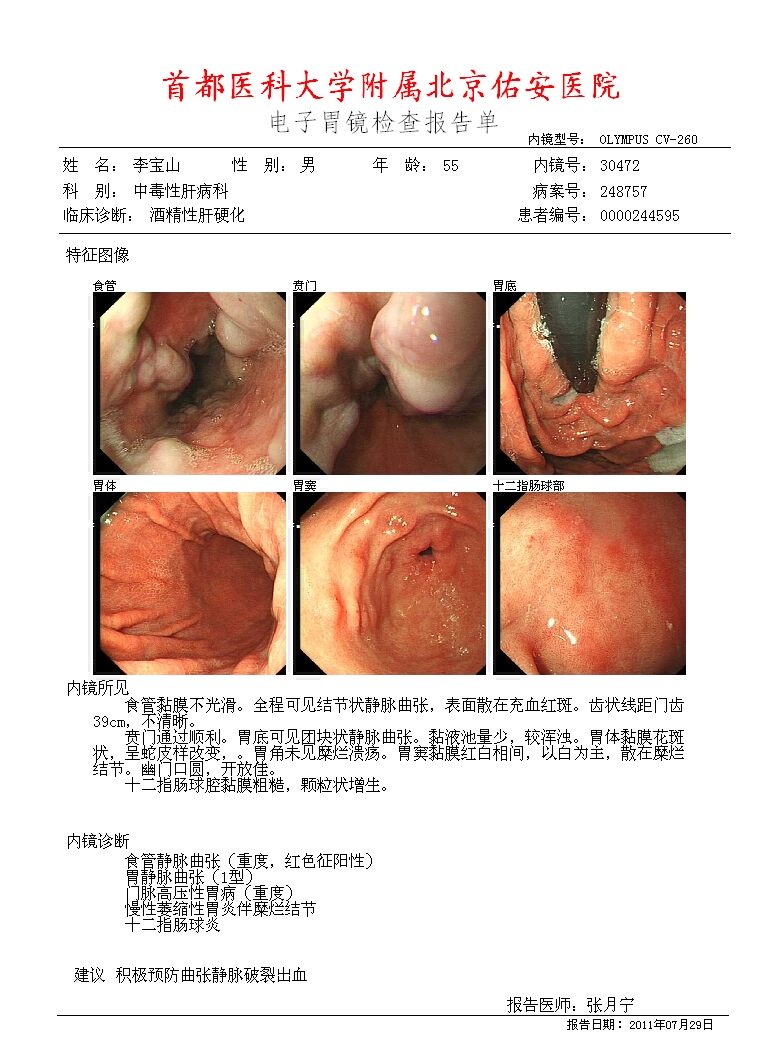 首都医科大学附属北京佑安医院
电子胃镜检查报告单
内镜型号： OLYMPUS CV-260
姓 名： 李宝山 性 别：男 年 龄： 55 内镜号：30472
科 别： 中毒性肝病科 病案号：248757
临床诊断： 酒精性肝硬化 患者编号：0000244595
特征图像
食管 贲门 胃底
胃体 胃窦 十二指肠球部
内镜所见
食管黏膜不光滑。全程可见结节状静脉曲张，表面散在充血红斑。齿状线距门齿
39cm，不清晰。
贲门通过顺利。胃底可见团块状静脉曲张。黏液池量少，较浑浊。胃体黏膜花斑
状，呈蛇皮样改变，。胃角未见糜烂溃疡。胃窦黏膜红白相间，以白为主，散在糜烂
结节。幽门口圆，开放佳。
十二指肠球腔黏膜粗糙，颗粒状增生。
内镜诊断
食管静脉曲张（重度，红色征阳性）
胃静脉曲张（1型）
门脉高压性胃病（重度）
慢性萎缩性胃炎伴糜烂结节
十二指肠球炎
建议 积极预防曲张静脉破裂出血
报告医师：张月宁
报告日期：2011年07月29日